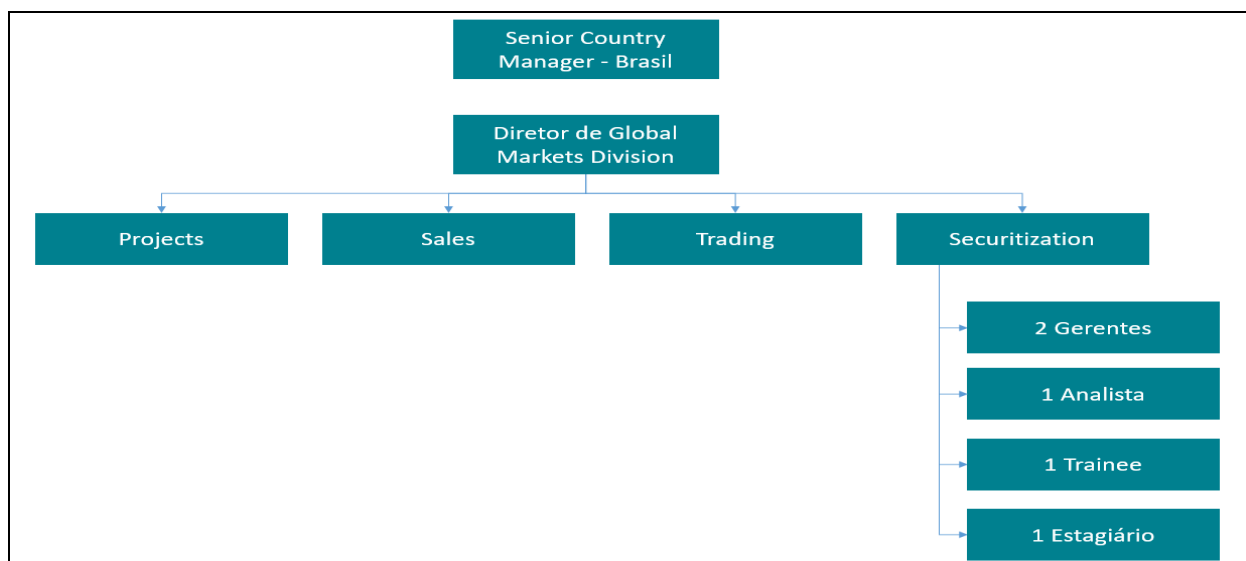 Senior Country
Manager - Brasil
Diretor de Global
Markets Division
Projects
Sales
Trading
Securitization
2 Gerentes
1 Analista
1 Trainee
1 Estagiário